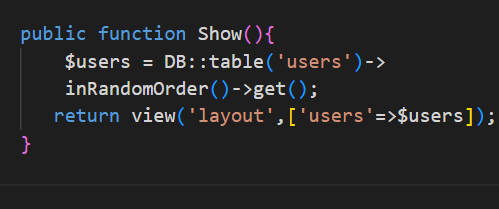 public function Show(){
$users = DB::table('users')->
inRandomOrder()->get();
return view('layout',['users'=>$users]);
}